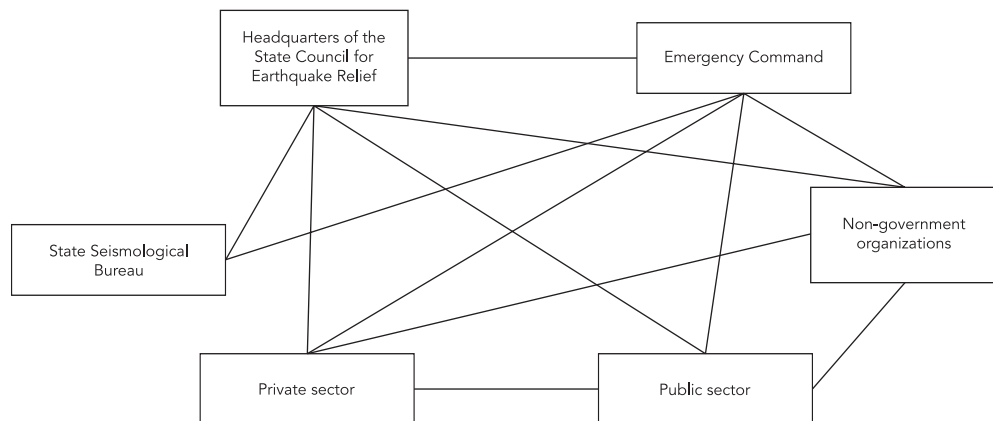 Headquarters of the
State Council for
Earthquake Relief
Emergency Command
Non-government
organizations
State Seismological
Bureau
Private sector
Public sector